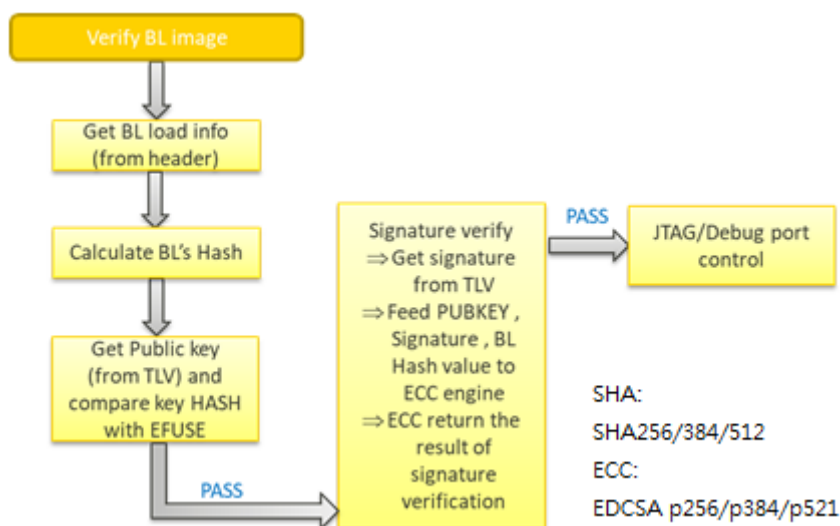 Verify BL image
Get BL load info
(from header)
Calculate BL's Hash
Get Public key
(from TLV) and
compare key HASH
with EFUSE
PASS
Signature verify
⇒ Get signature
from TLV
⇒ Feed PUBKEY ,
Signature , BL
Hash value to
ECC engine
⇒ ECC return the
result of
signature
verification
PASS
JTAG/Debug port
control
SHA:
SHA256/384/512
ECC:
EDCSA p256/p384/p521